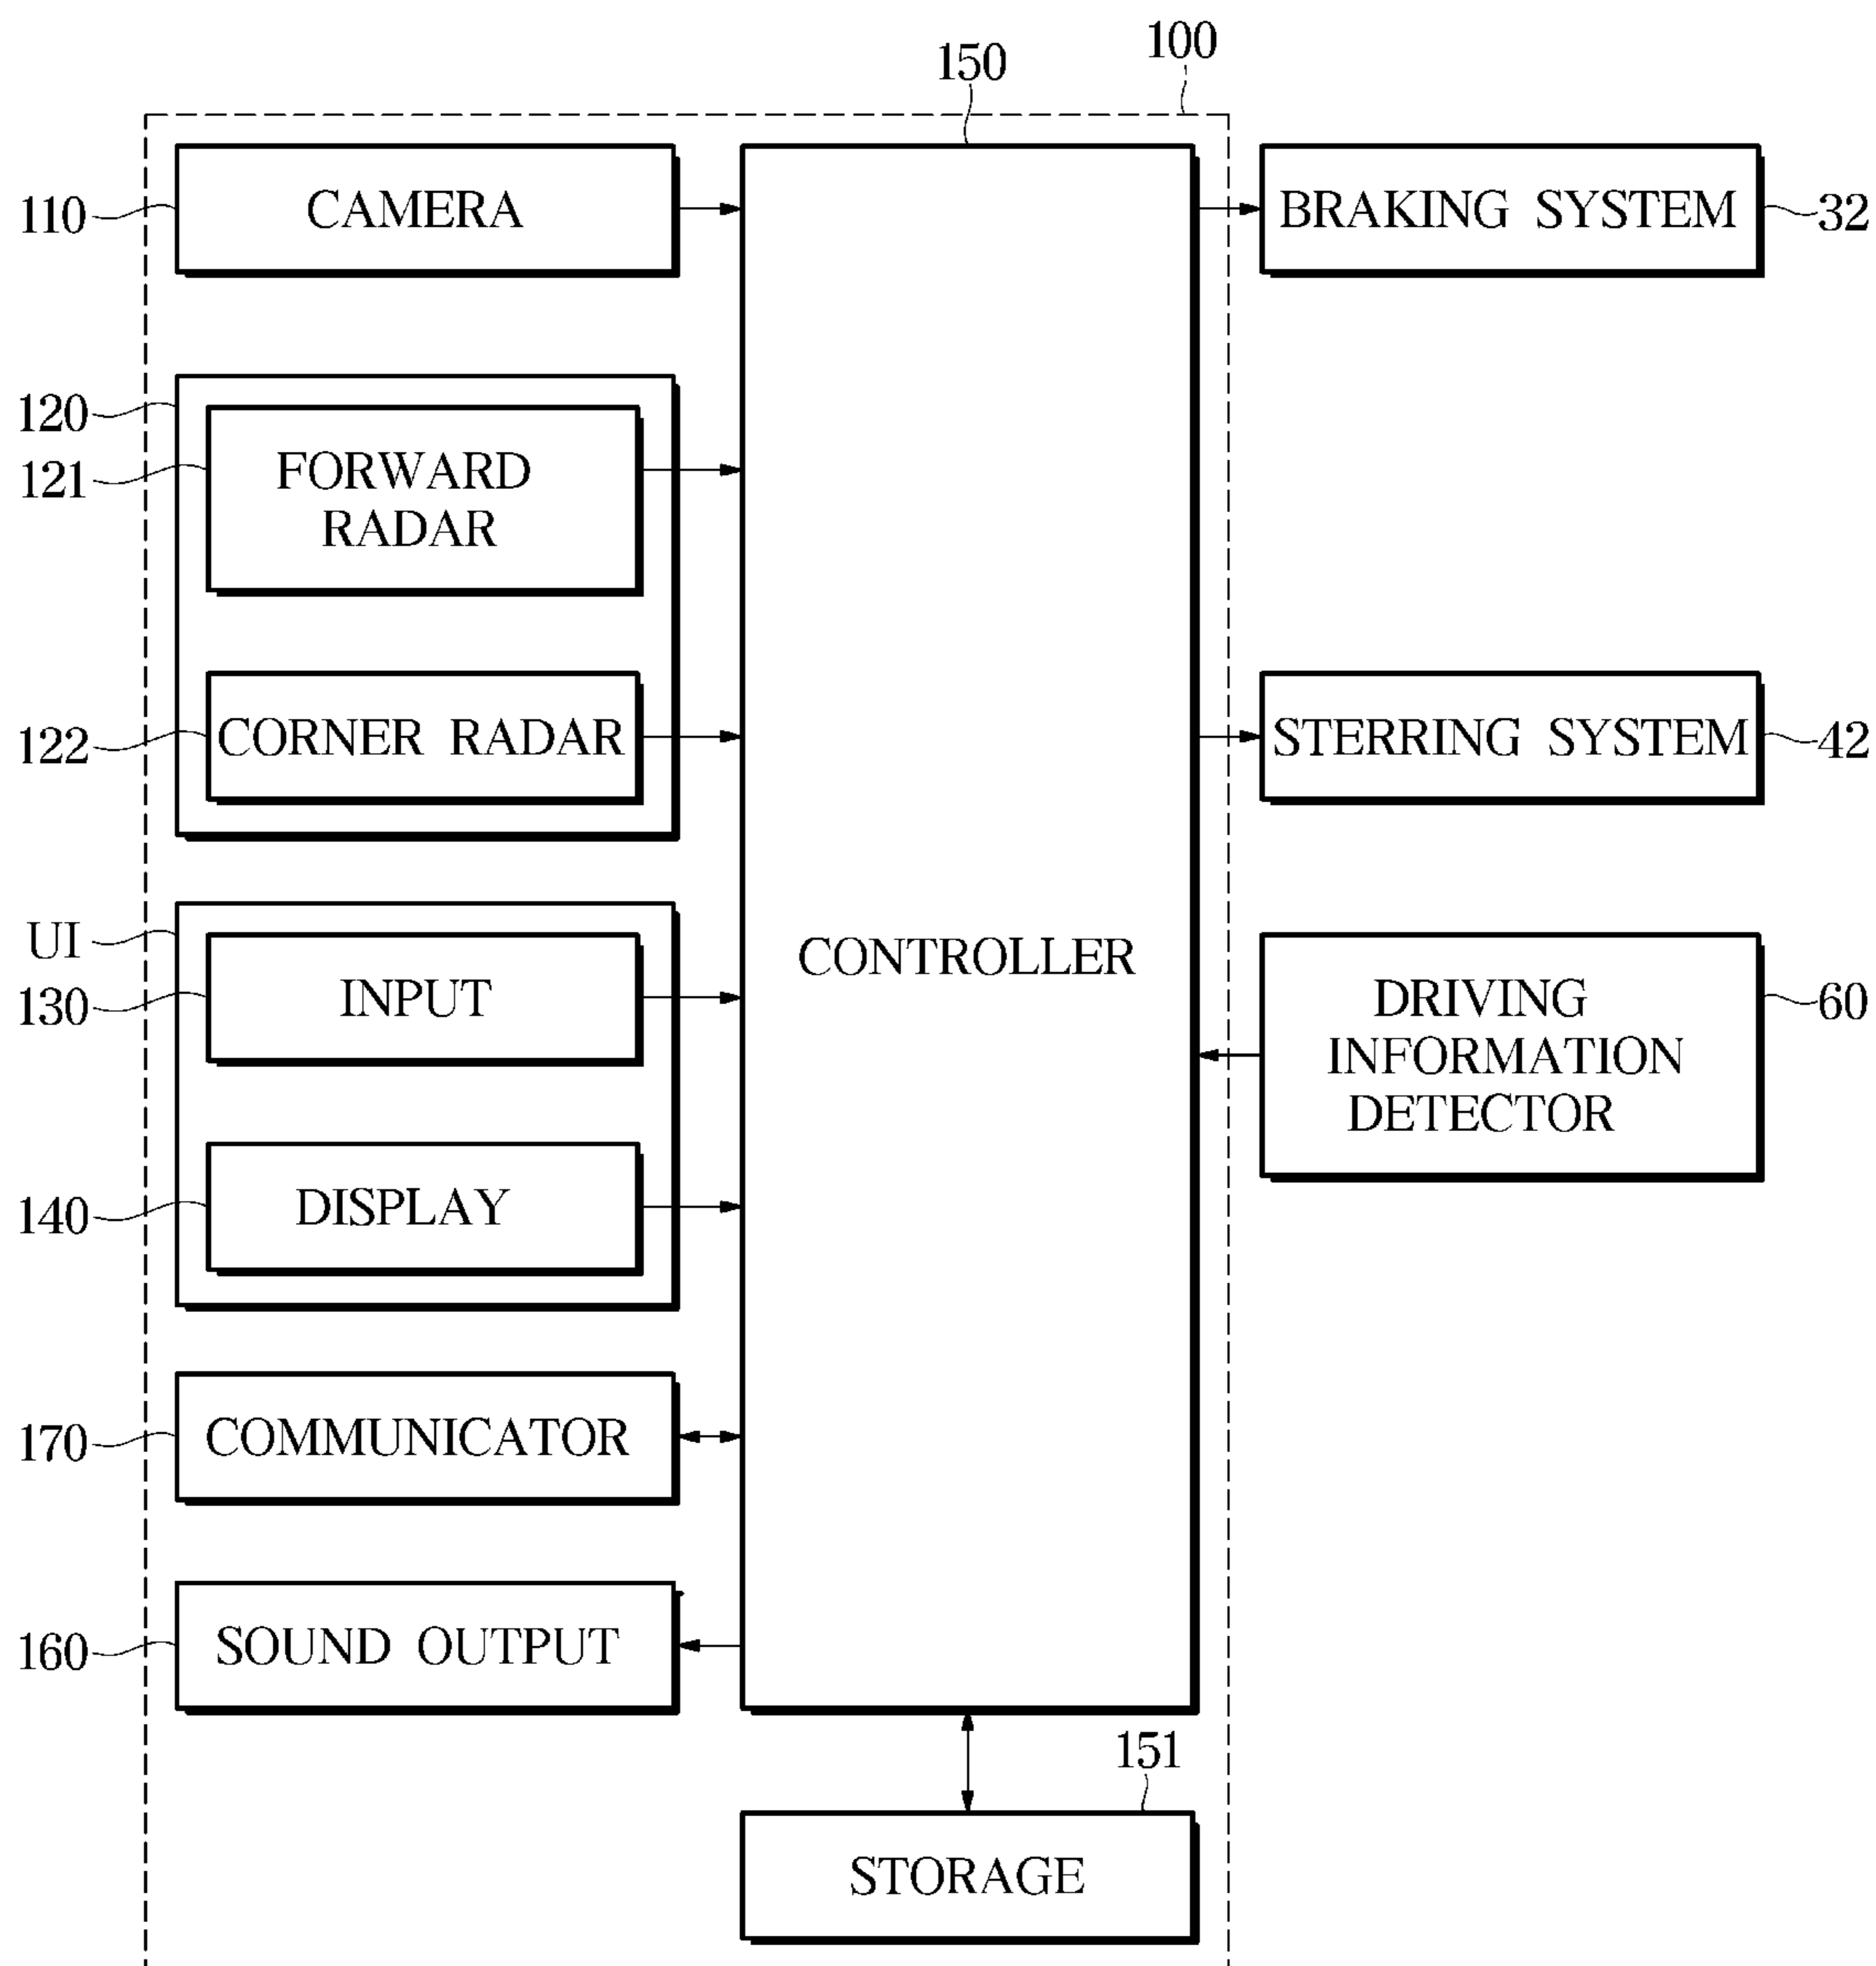 100
150
110
CAMERA
BRAKING SYSTEM
32
120
121
FORWARD
RADAR
122
CORNER RADAR
STERRING SYSTEM
42
UI
130
INPUT
CONTROLLER
DRIVING
INFORMATION
DETECTOR
60
140
DISPLAY
170
COMMUNICATOR
160
SOUND OUTPUT
151
STORAGE